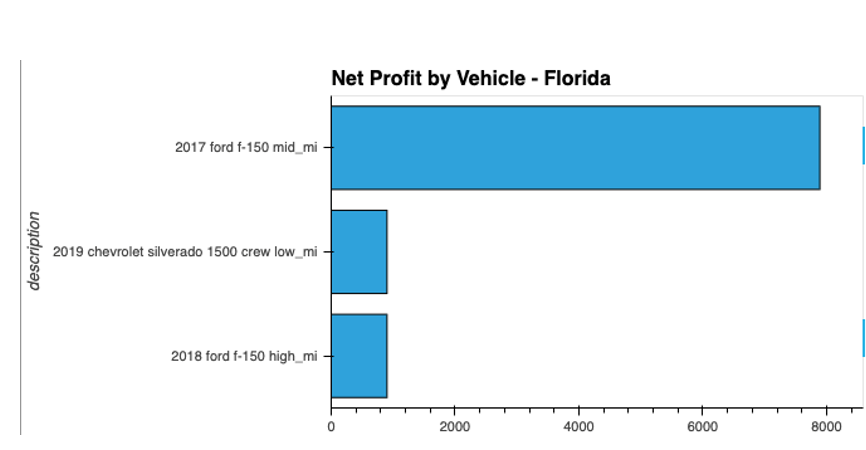 Net Profit by Vehicle - Florida
description
2017 ford f-150 mid_mi
2019 chevrolet silverado 1500 crew low_mi
2018 ford f-150 high_mi
0 2000 4000 6000 8000